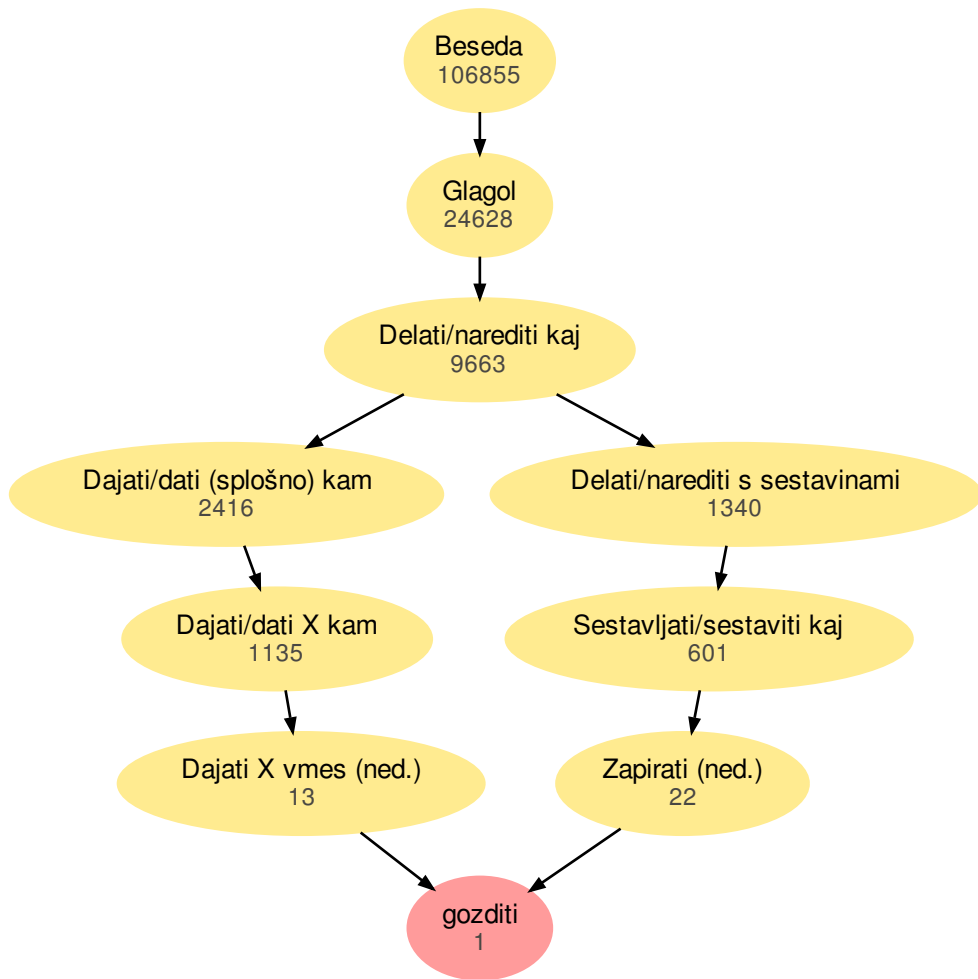 Beseda
106855
Glagol
24628
Delati/narediti kaj
9663
Dajati/dati (splošno) kam
2416
Delati/narediti s sestavinami
1340
Dajati/dati X kam
1135
Sestavljati/sestaviti kaj
601
Dajati X vmes (ned.)
13
Zapirati (ned.)
22
gozditi
1